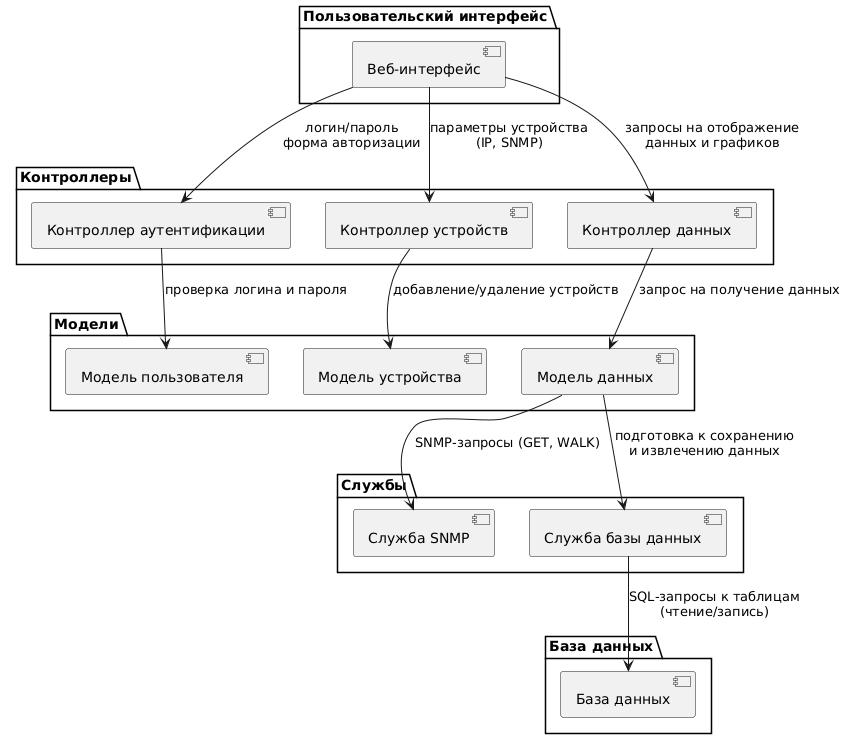 Пользовательский интерфейс
Веб-интерфейс
логин/пароль
форма авторизации
параметры устройства
(IP, SNMP)
запросы на отображение
данных и графиков
Контроллеры
Контроллер аутентификации
Контроллер устройств
Контроллер данных
проверка логина и пароля
добавление/удаление устройств
запрос на получение данных
Модели
Модель пользователя
Модель устройства
Модель данных
SNMP-запросы (GET, WALK)
подготовка к сохранению
и извлечению данных
Службы
Служба SNMP
Служба базы данных
SQL-запросы к таблицам
(чтение/запись)
База данных
База данных